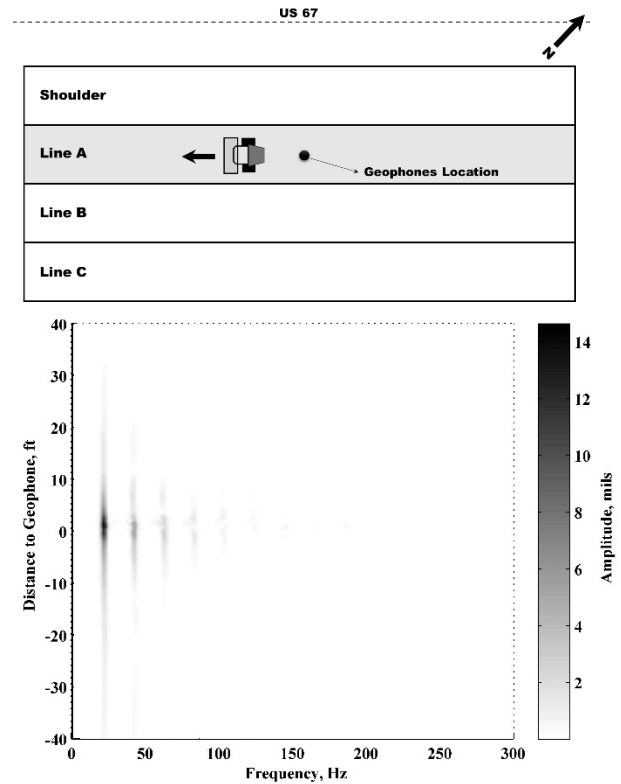 US 67
N
Shoulder
Line A
Geophones Location
Line B
Line C
40
30
20
10
0
-10
-20
-30
-40
Distance to Geophone, ft
0
50
100
150
200
250
300
Frequency, Hz
14
12
10
8
6
4
2
Amplitude, mils